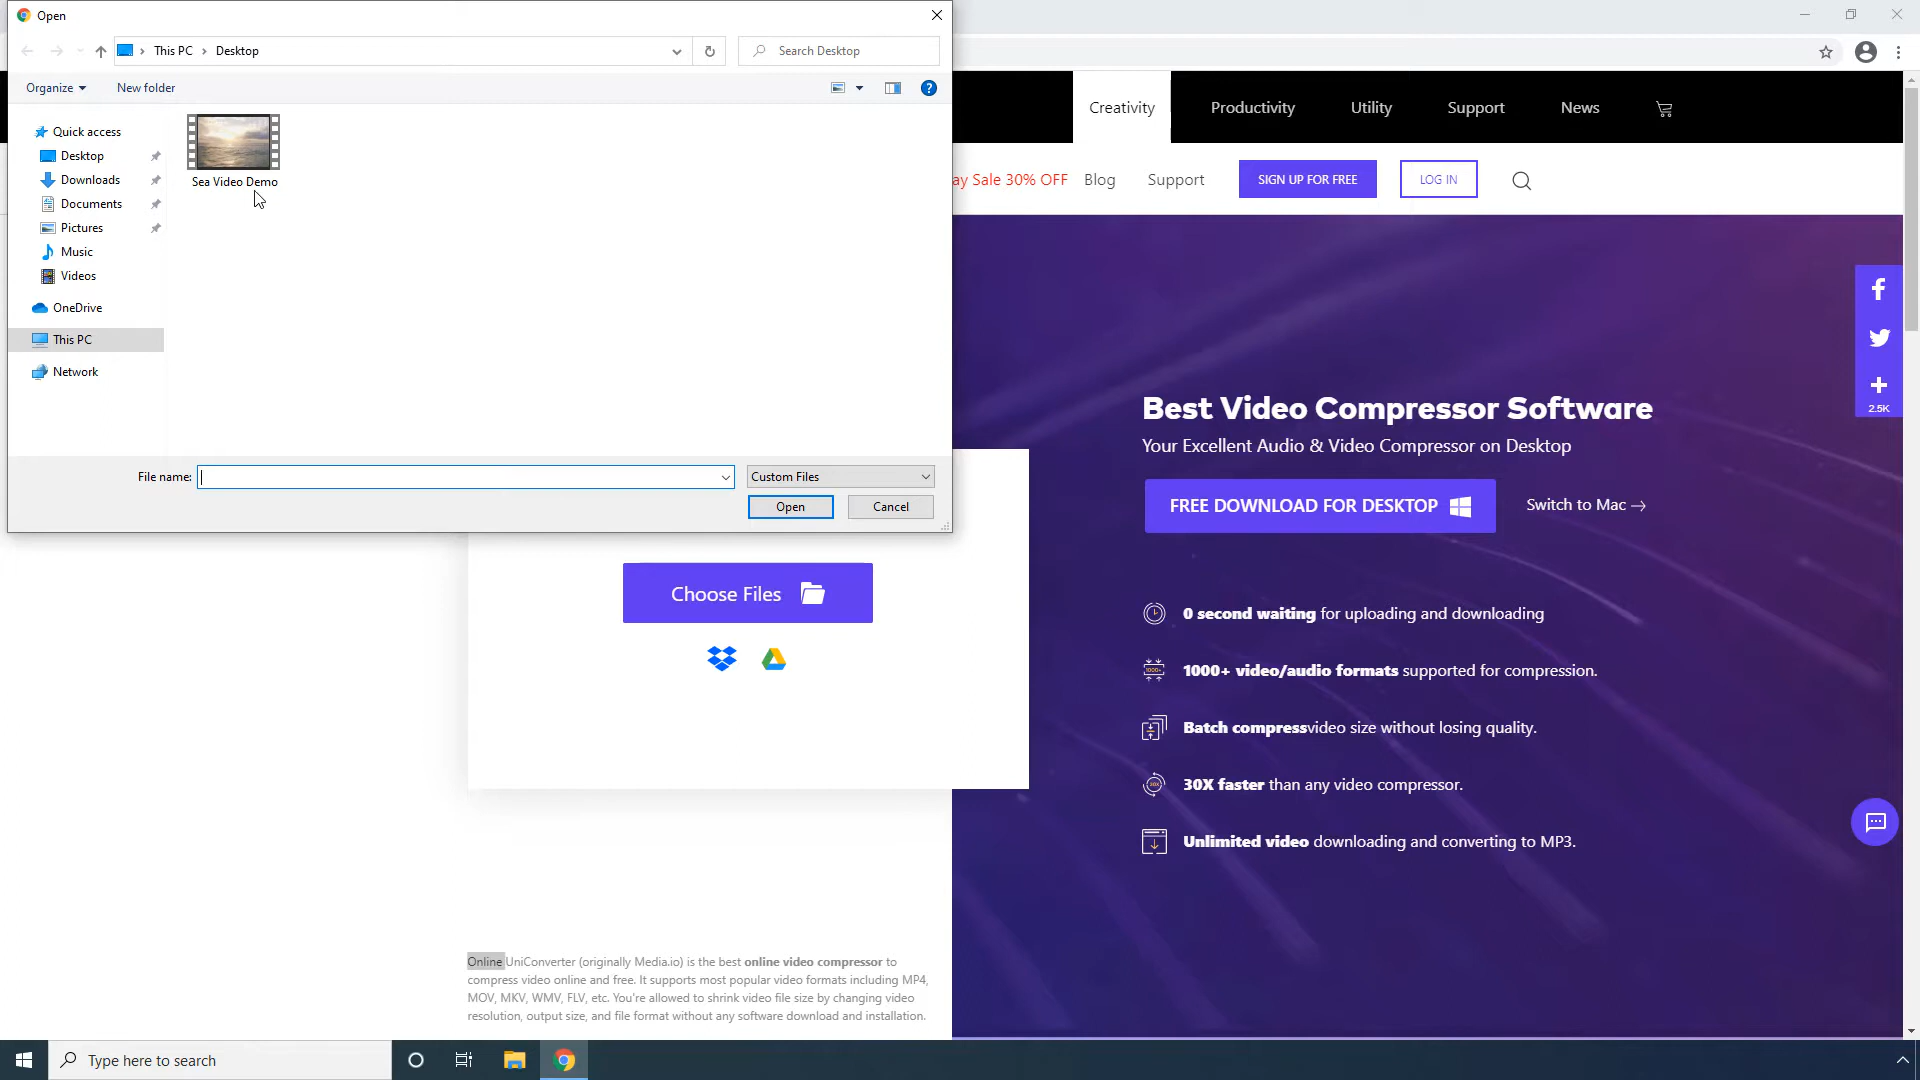 Open
This PC
Desktop
Search Desktop
Organize
New folder
Quick access
Desktop
Downloads
Documents
Pictures
Music
Videos
OneDrive
This PC
Network
Sea Video Demo
File name:
Custom Files
Open
Cancel
Creativity
Productivity
Utility
Support
News
ay Sale 30% OFF
Blog
Support
SIGN UP FOR FREE
LOG IN
2.5K
Best Video Compressor Software
Your Excellent Audio & Video Compressor on Desktop
FREE DOWNLOAD FOR DESKTOP
Switch to Mac
0 second waiting for uploading and downloading
1000+ video/audio formats supported for compression.
Batch compressvideo size without losing quality.
30X faster than any video compressor.
Unlimited video downloading and converting to MP3.
Choose Files
Online UniConverter (originally Media.io) is the best online video compressor to
compress video online and free. It supports most popular video formats including MP4,
MOV, MKV, WMV, FLV, etc. You're allowed to shrink video file size by changing video
resolution, output size, and file format without any software download and installation.
Type here to search